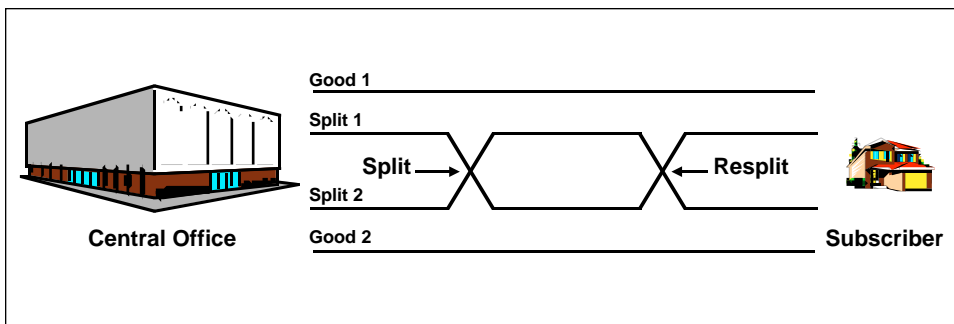 Good 1
Split 1
Split
Resplit
Split 2
Central Office
Good 2
Subscriber